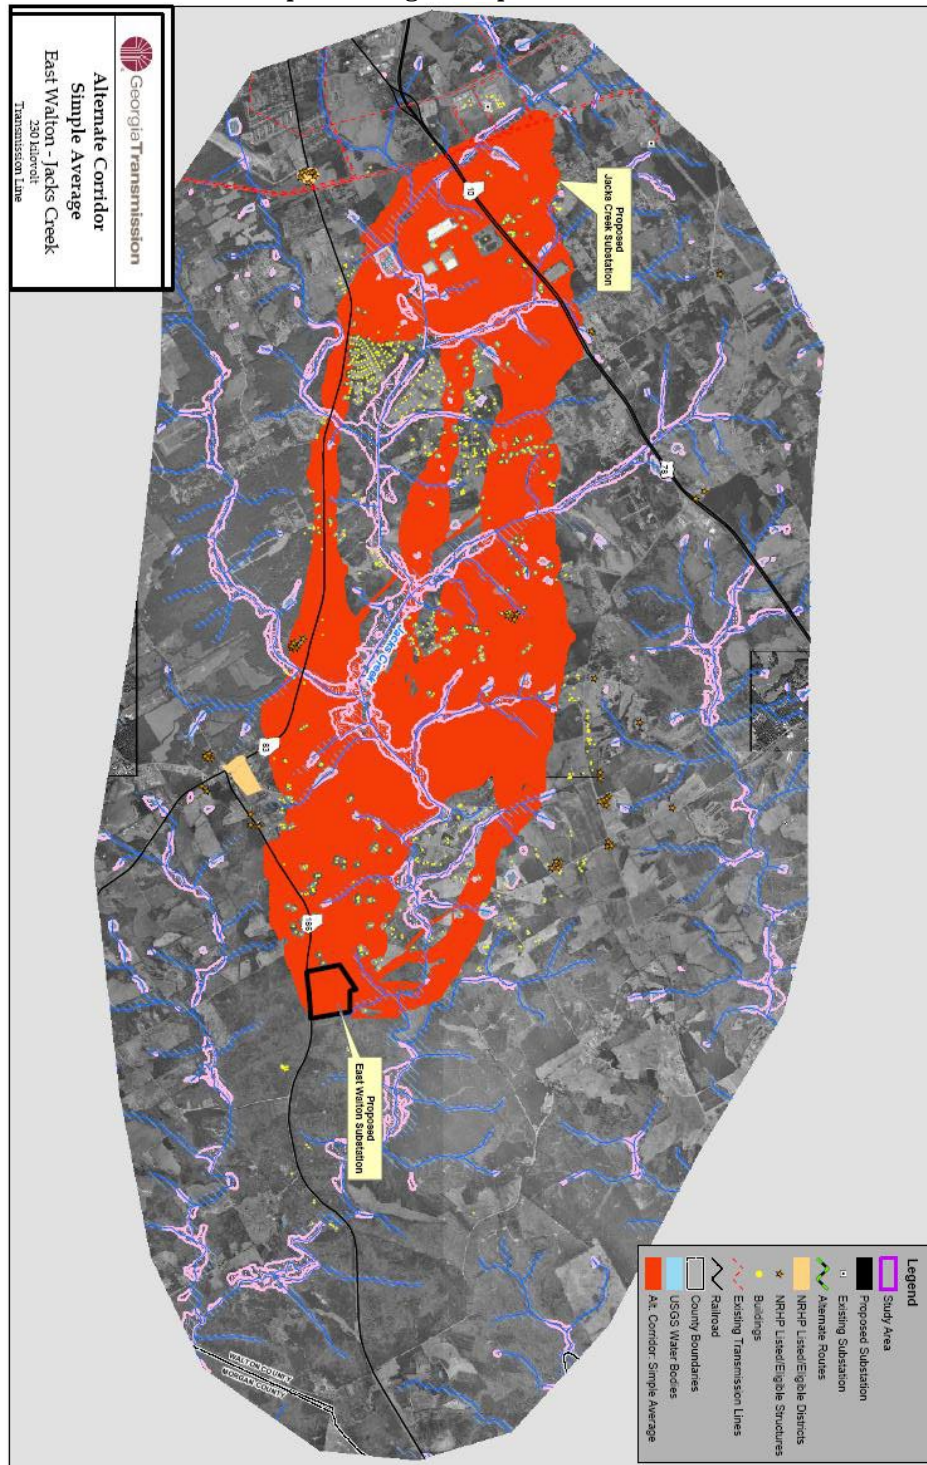 GeorgiaTransmission
Alternate Corridor
Simple Average
East Walton - Jacks Creek
230 kilovolt
Transmission Line
Proposed
Jacks Creek Substation
10
78
Jacks Creek
83
186
Proposed
East Walton Substation
WALTON COUNTY
MORGAN COUNTY
Legend
Study Area
Proposed Substation
Existing Substation
Alternate Routes
NRHP Listed/Eligible Districts
NRHP Listed/Eligible Structures
Buildings
Existing Transmission Lines
Railroad
County Boundaries
USGS Water Bodies
Alt. Corridor: Simple Average